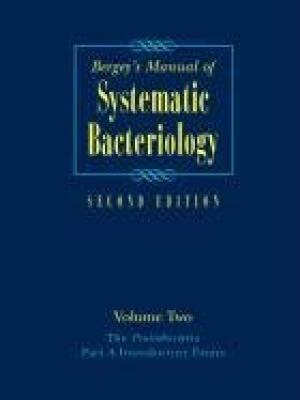 Bergey's Manual of
Systematic
Bacteriology
SECOND EDITION
Volume Two
The Proteobacteria
Part A Introductory Essays